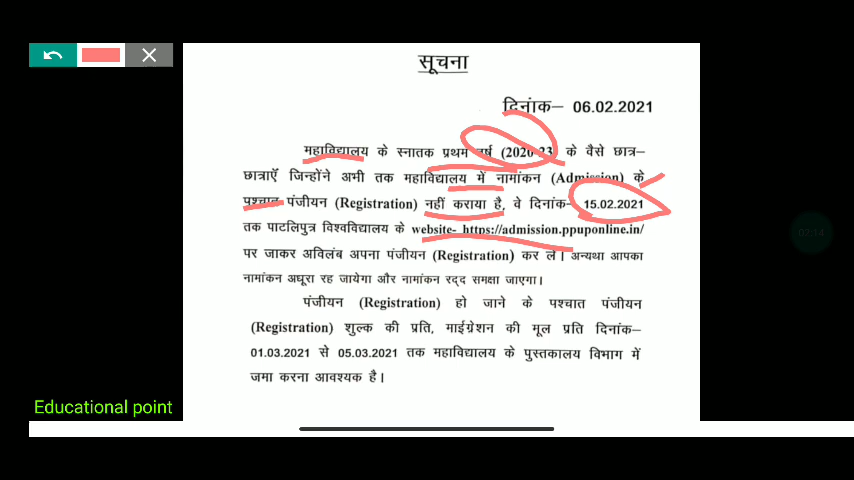 सूचना
दिनांक– 06.02.2021
महाविद्यालय के स्नातक प्रथम वर्ष (2020-23) के वैसे छात्र–
छात्राएँ जिन्होंने अभी तक महाविद्यालय में नामांकन (Admission) के
पश्चात पंजीयन (Registration) नहीं कराया है, वे दिनांक– 15.02.2021
तक पाटलिपुत्र विश्वविद्यालय के website- https://admission.ppuponline.in/
पर जाकर अविलंब अपना पंजीयन (Registration) कर लें। अन्यथा आपका
नामांकन अधूरा रह जायेगा और नामांकन रद्द समक्षा जाएगा।
पंजीयन (Registration) हो जाने के पश्चात पंजीयन
(Registration) शुल्क की प्रति, माईग्रेशन की मूल प्रति दिनांक–
01.03.2021 से 05.03.2021 तक महाविद्यालय के पुस्तकालय विभाग में
जमा करना आवश्यक है।
02:14
Educational point